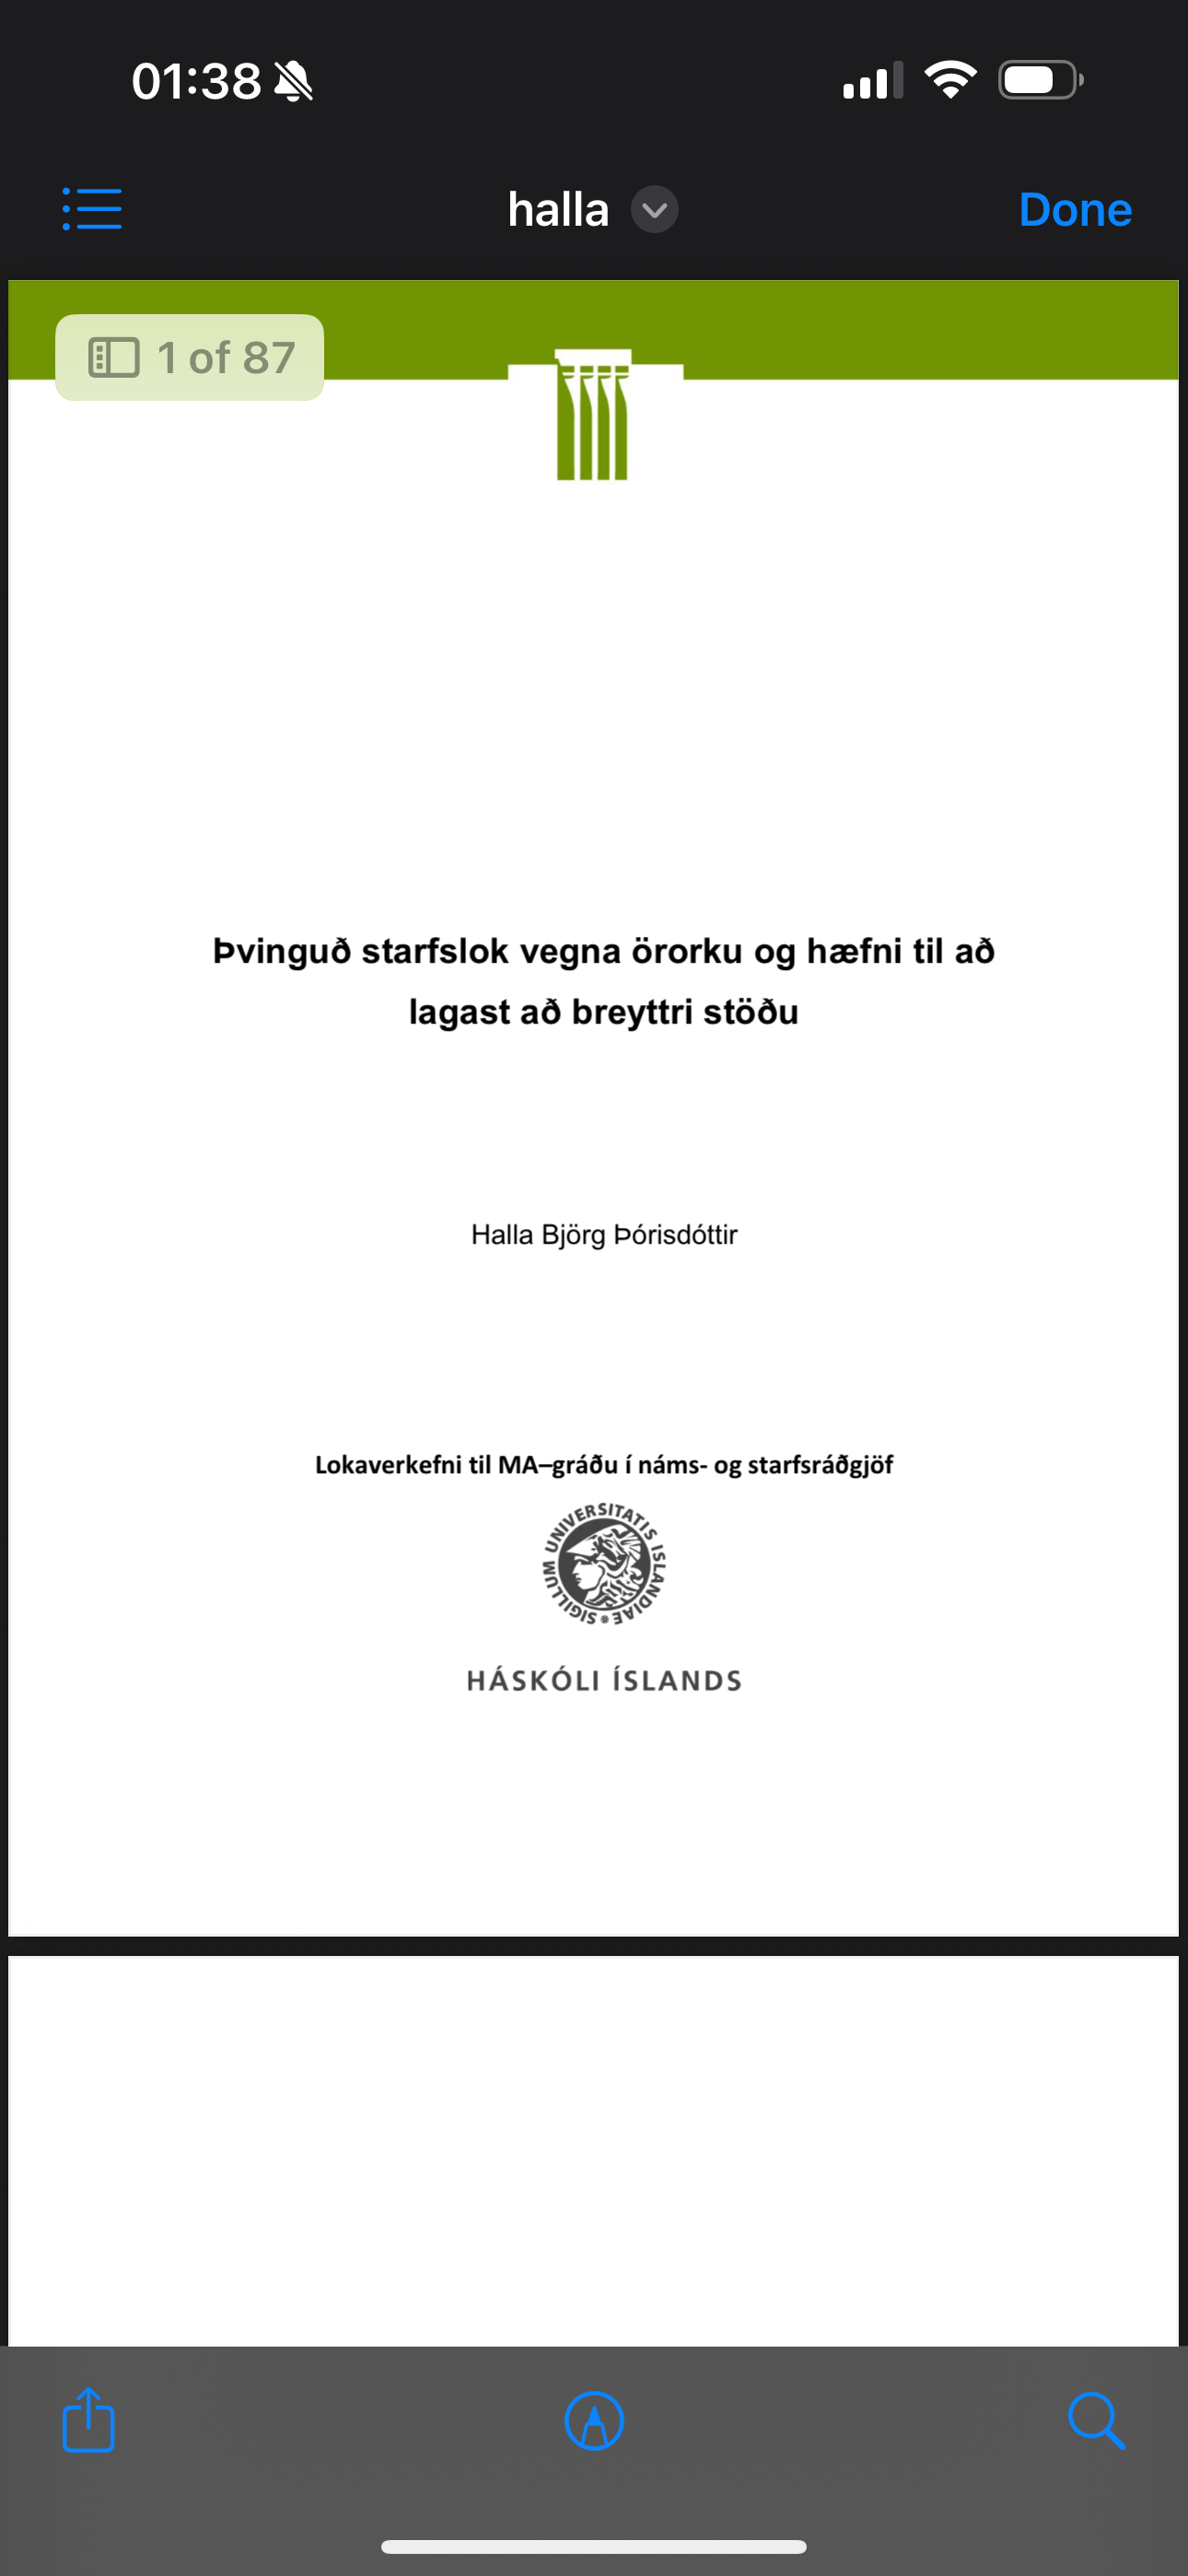 01:38
halla
Done
1 of 87
Þvinguð starfslok vegna örorku og hæfni til að
lagast að breyttri stöðu
Halla Björg Þórisdóttir
Lokaverkefni til MA–gráðu í náms- og starfsráðgjöf
SIGILLUM UNIVERSITATIS ISLANDIAE
HÁSKÓLI ÍSLANDS